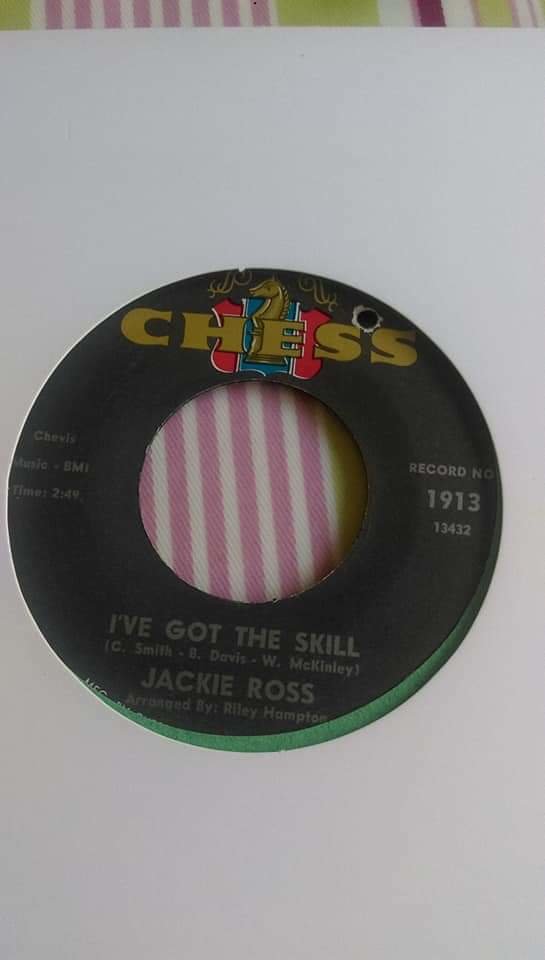 CHESS
Chevis
Music - BMI
Time: 2:49
RECORD NO
1913
13432
I'VE GOT THE SKILL
(C. Smith - B. Davis - W. McKinley)
JACKIE ROSS
Arranged By: Riley Hampton